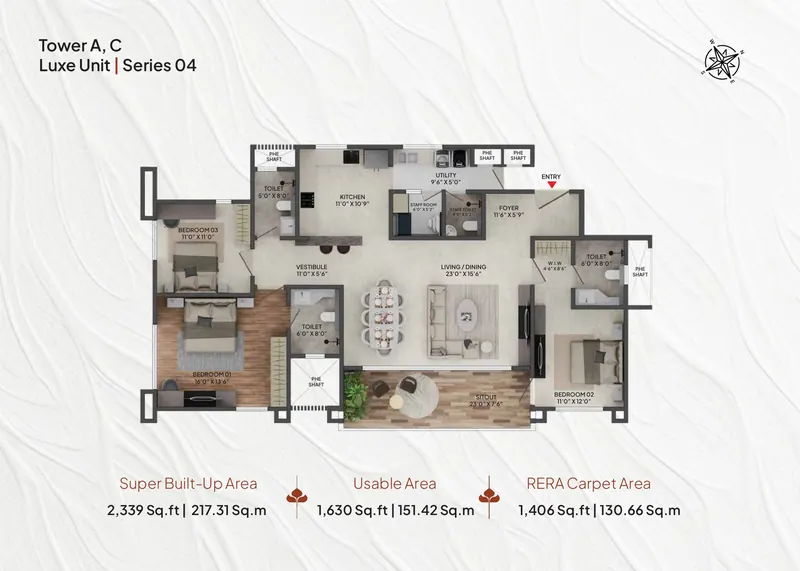 Tower A, C
Luxe Unit | Series 04
W
N
S
E
PHE
SHAFT
TOILET
5'0" X 8'0"
KITCHEN
11'0" X 10'9"
UTILITY
9'6" X 5'0"
PHE
SHAFT
PHE
SHAFT
ENTRY
STAFF ROOM
STAFF TOILET
FOYER
11'6" X 5'9"
BEDROOM 03
11'0" X 11'0"
VESTIBULE
11'0" X 5'6"
LIVING / DINING
23'0" X 15'6"
W.I.W
4'6" X 8'6"
TOILET
6'0" X 8'0"
PHE
SHAFT
TOILET
6'0" X 8'0"
BEDROOM 01
16'0" X 13'6"
PHE
SHAFT
SITOUT
23'0" X 7'6"
BEDROOM 02
11'0" X 12'0"
Super Built-Up Area
2,339 Sq.ft | 217.31 Sq.m
Usable Area
1,630 Sq.ft | 151.42 Sq.m
RERA Carpet Area
1,406 Sq.ft | 130.66 Sq.m